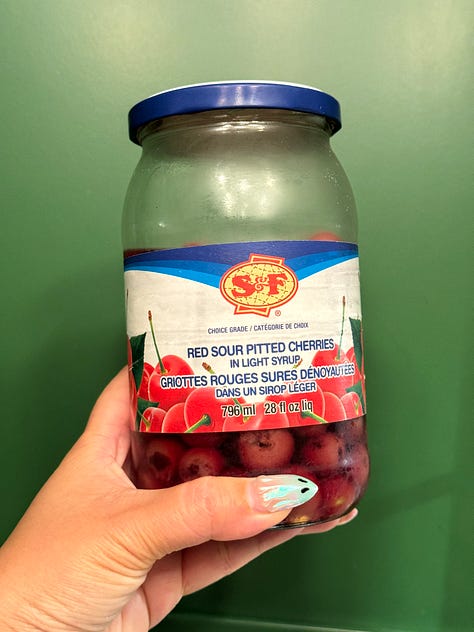 S&F
®
CHOICE GRADE / CATÉGORIE DE CHOIX
RED SOUR PITTED CHERRIES
IN LIGHT SYRUP
GRIOTTES ROUGES SURES DÉNOYAUTÉES
DANS UN SIROP LÉGER
796 ml 28 fl oz liq